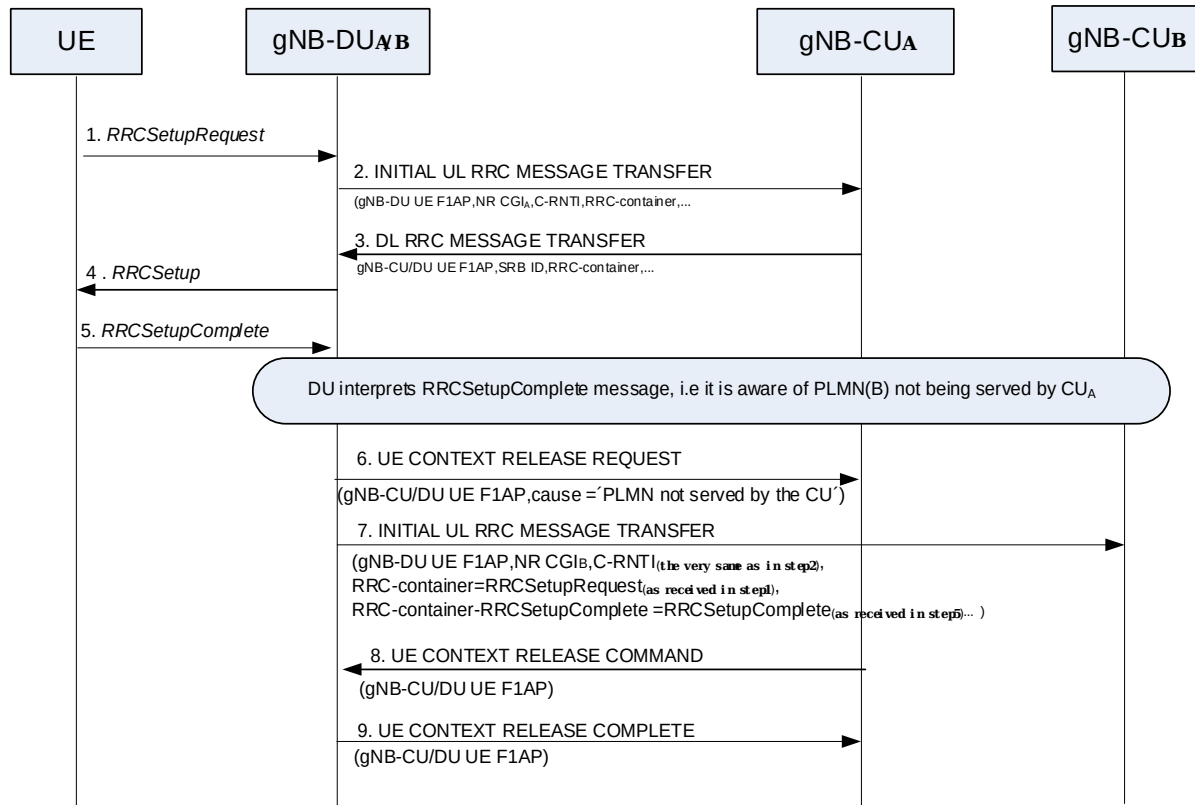 UE
gNB-DUA/B
gNB-CUA
gNB-CUB
1. RRCSetupRequest
2. INITIAL UL RRC MESSAGE TRANSFER
(gNB-DU UE F1AP,NR CGIA,C-RNTI,RRC-container,...
3. DL RRC MESSAGE TRANSFER
gNB-CU/DU UE F1AP,SRB ID,RRC-container,...
4 . RRCSetup
5. RRCSetupComplete
DU interprets RRCSetupComplete message, i.e it is aware of PLMN(B) not being served by CUA
6. UE CONTEXT RELEASE REQUEST
(gNB-CU/DU UE F1AP,cause =´PLMN not served by the CU´)
7. INITIAL UL RRC MESSAGE TRANSFER
(gNB-DU UE F1AP,NR CGIB,C-RNTI(the very same as in step2),
RRC-container=RRCSetupRequest(as received in step1),
RRC-container-RRCSetupComplete =RRCSetupComplete(as received in step5)... )
8. UE CONTEXT RELEASE COMMAND
(gNB-CU/DU UE F1AP)
9. UE CONTEXT RELEASE COMPLETE
(gNB-CU/DU UE F1AP)